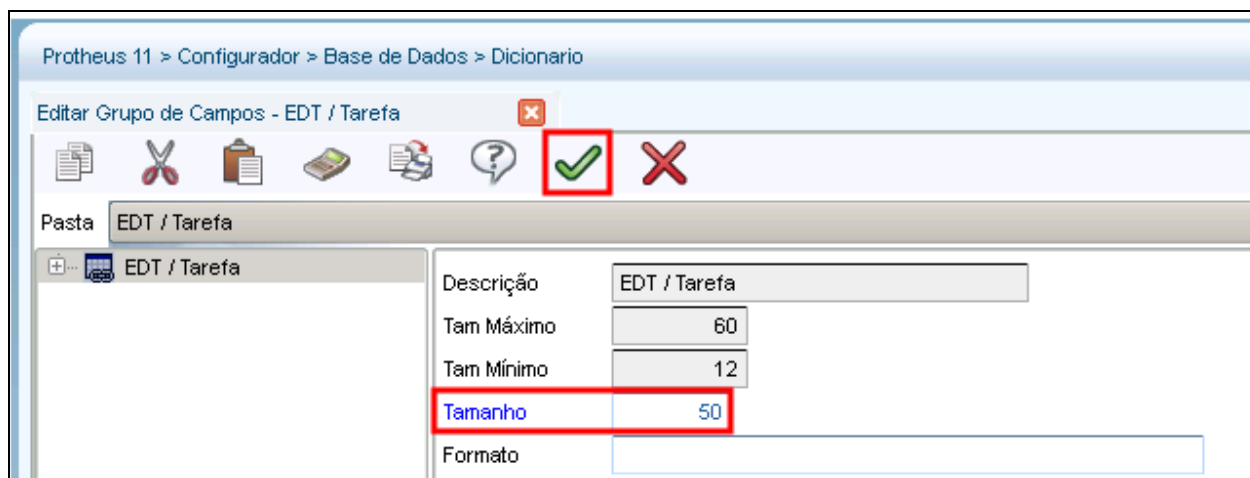 Protheus 11 > Configurador > Base de Dados > Dicionario
Editar Grupo de Campos - EDT / Tarefa
Pasta EDT / Tarefa
EDT / Tarefa
Descrição EDT / Tarefa
Tam Máximo 60
Tam Mínimo 12
Tamanho 50
Formato